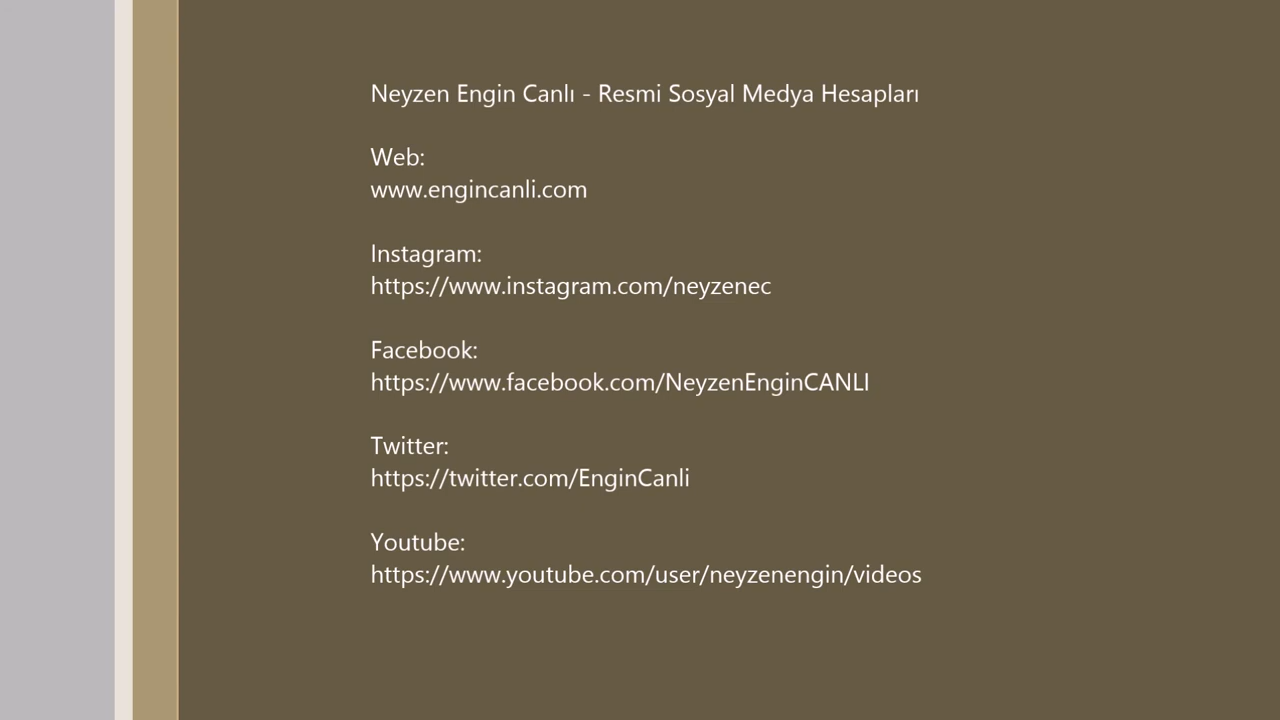 Neyzen Engin Canlı - Resmi Sosyal Medya Hesapları
Web:
www.engincanli.com
Instagram:
https://www.instagram.com/neyzenec
Facebook:
https://www.facebook.com/NeyzenEnginCANLI
Twitter:
https://twitter.com/EnginCanli
Youtube:
https://www.youtube.com/user/neyzenengin/videos